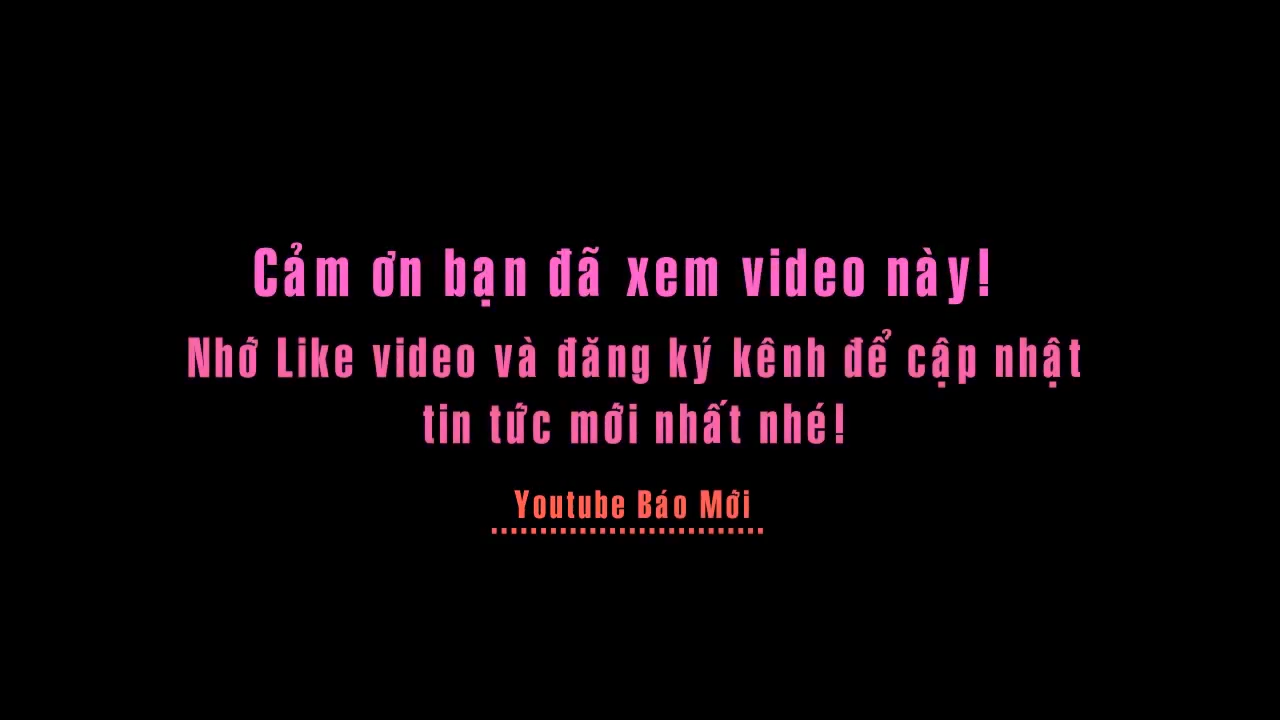 Cảm ơn bạn đã xem video này!
Nhớ Like video và đăng ký kênh để cập nhật
tin tức mới nhất nhé!
Youtube Báo Mới